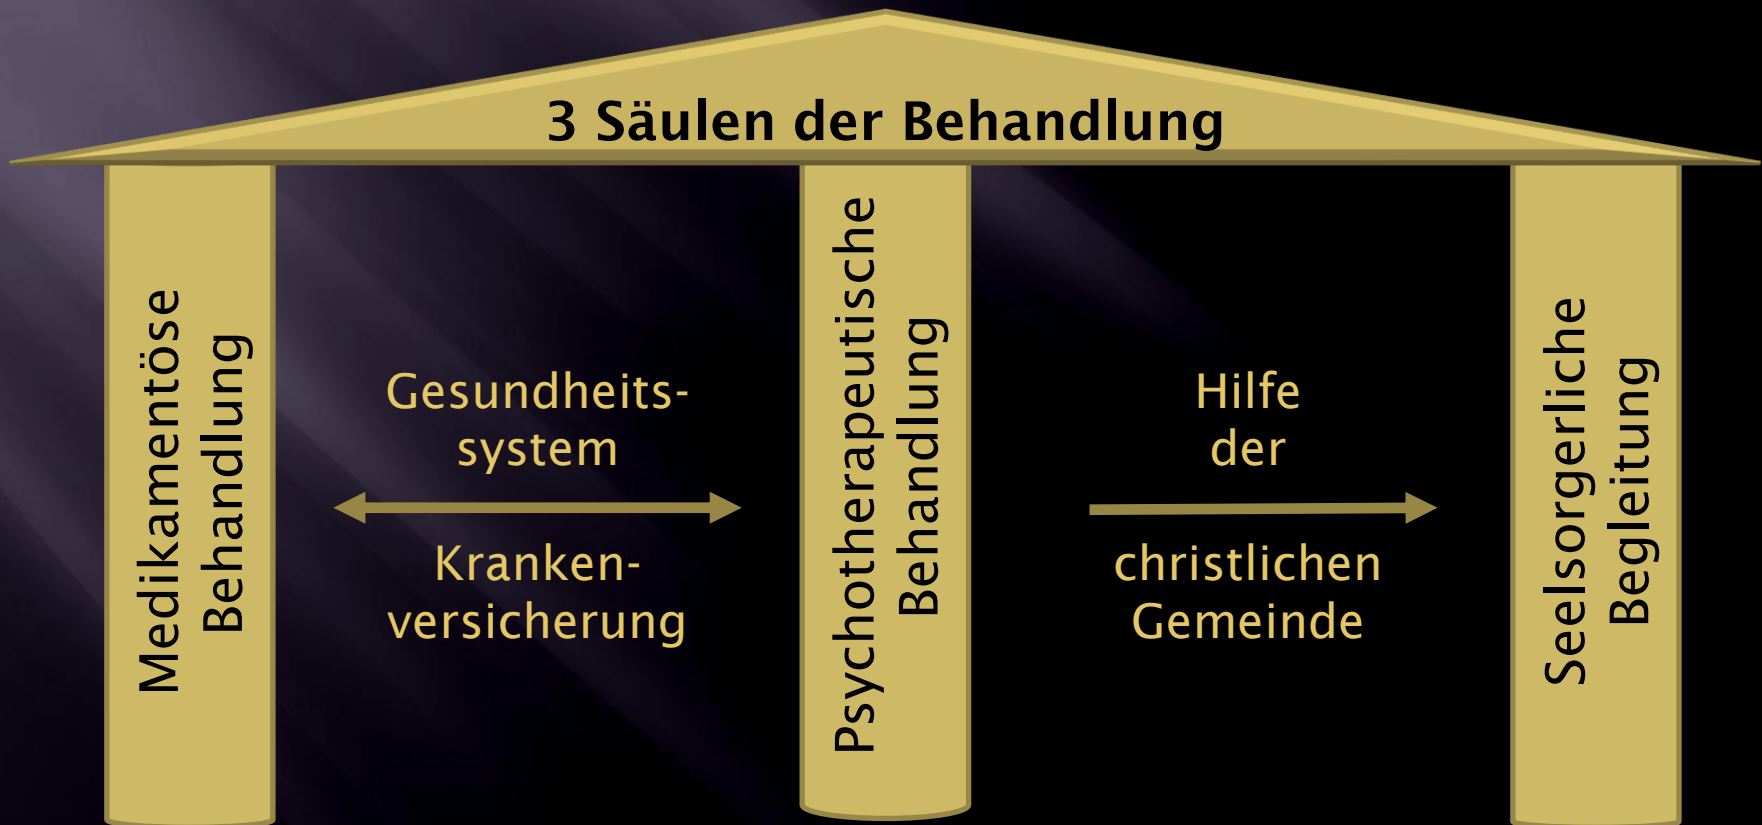 3 Säulen der Behandlung
Medikamentöse
Behandlung
Gesundheits-
system
Kranken-
versicherung
Psychotherapeutische
Behandlung
Hilfe
der
christlichen
Gemeinde
Seelsorgerliche
Begleitung